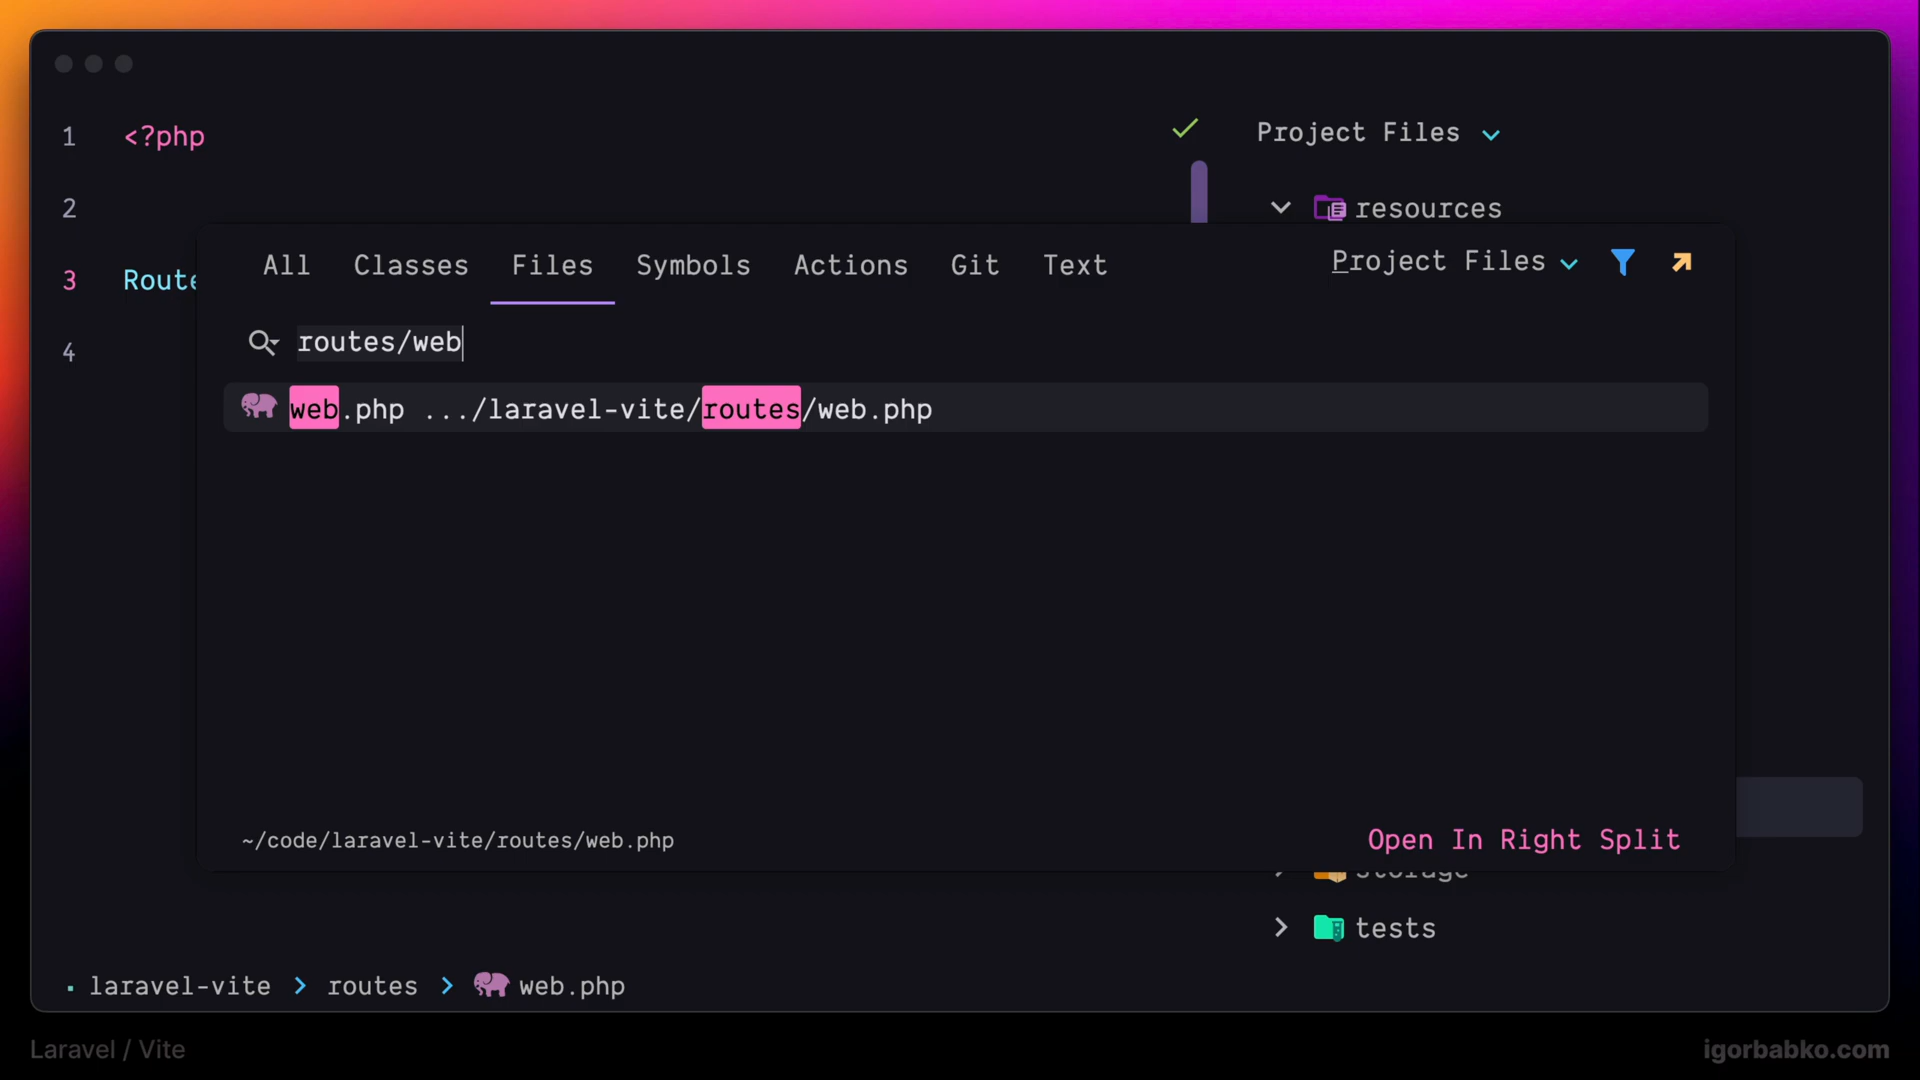 1 <?php
Project Files
2
resources
All Classes Files Symbols Actions Git Text
Project Files
3 Route
routes/web
4
web.php .../laravel-vite/routes/web.php
~/code/laravel-vite/routes/web.php
Open In Right Split
storage
tests
laravel-vite > routes > web.php
Laravel / Vite
igorbabko.com